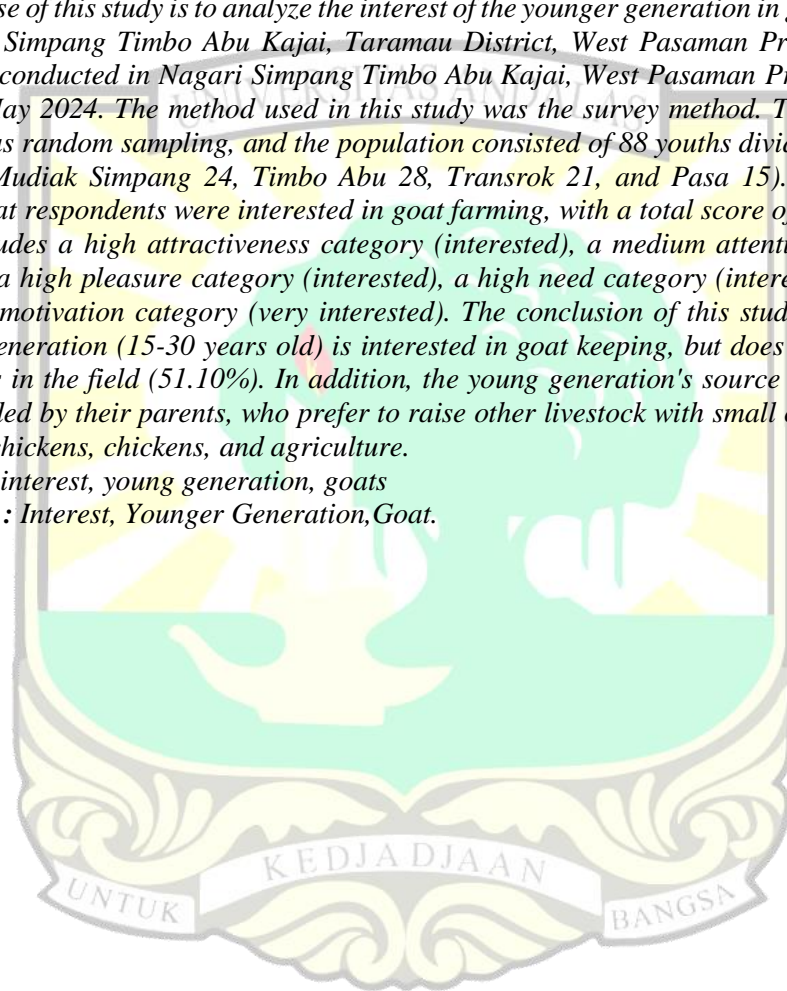 se of this study is to analyze the interest of the younger generation in g
Simpang Timbo Abu Kajai, Taramau District, West Pasaman Pr
conducted in Nagari Simpang Timbo Abu Kajai, West Pasaman Pr
May 2024. The method used in this study was the survey method. T
as random sampling, and the population consisted of 88 youths divid
Mudiak Simpang 24, Timbo Abu 28, Transrok 21, and Pasa 15).
at respondents were interested in goat farming, with a total score of
udes a high attractiveness category (interested), a medium attenti
a high pleasure category (interested), a high need category (intere
motivation category (very interested). The conclusion of this stud
eneration (15-30 years old) is interested in goat keeping, but does
s in the field (51.10%). In addition, the young generation's source
led by their parents, who prefer to raise other livestock with small c
chickens, chickens, and agriculture.
interest, young generation, goats
: Interest, Younger Generation,Goat.
UNIVERSITAS ANDALAS
KEDJADJAAN
UNTUK
BANGSA